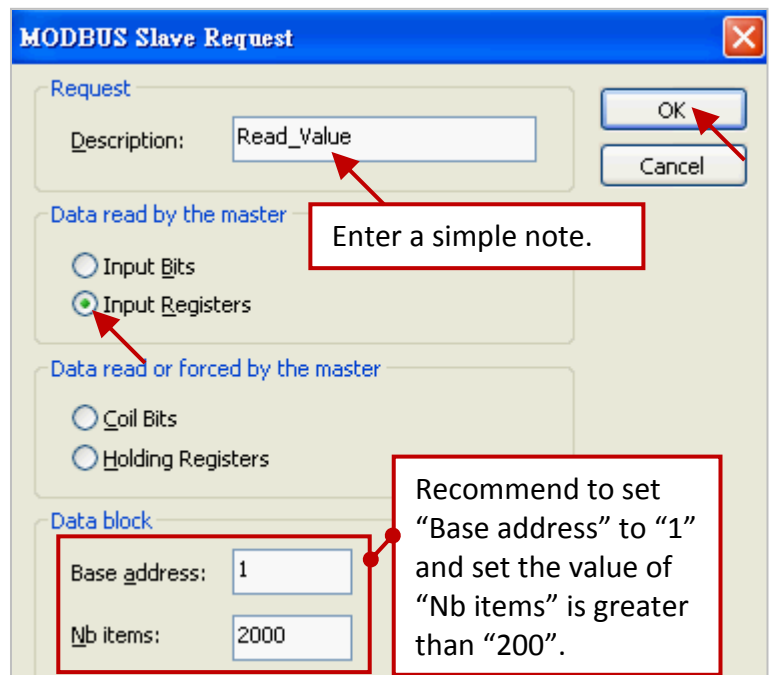 MODBUS Slave Request
Request
OK
Description:
Read_Value
Cancel
Data read by the master
Enter a simple note.
Input Bits
Input Registers
Data read or forced by the master
Coil Bits
Holding Registers
Recommend to set
“Base address” to “1”
and set the value of
“Nb items” is greater
than “200”.
Data block
Base address:
1
Nb items:
2000